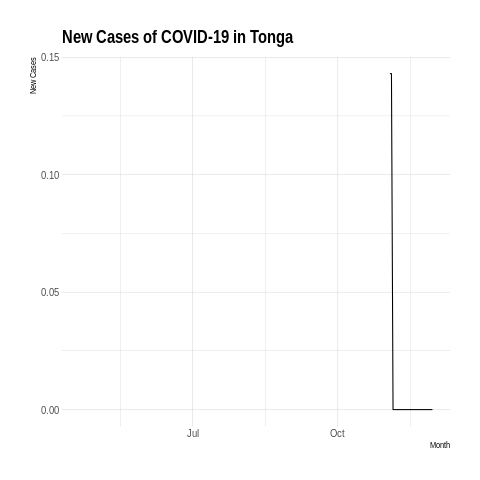 New Cases of COVID-19 in Tonga
New Cases
0.15
0.10
0.05
0.00
Jul
Oct
Month